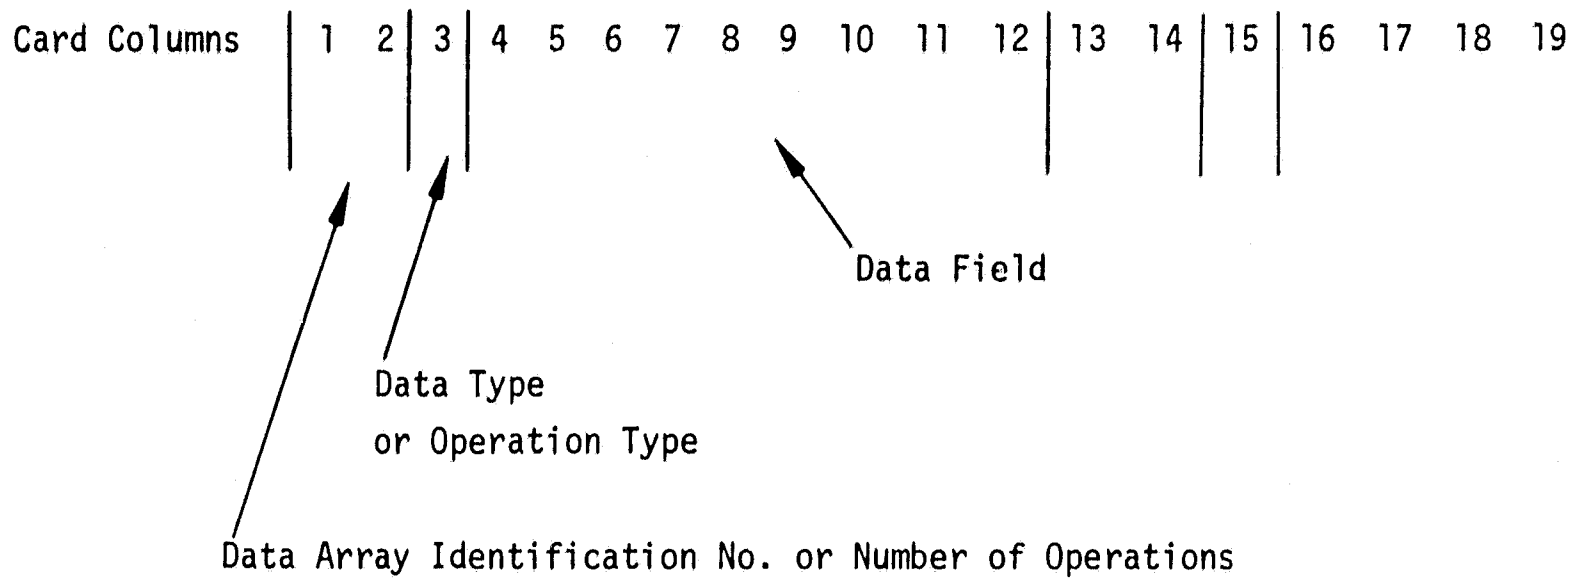 Card Columns 1 2 3 4 5 6 7 8 9 10 11 12 13 14 15 16 17 18 19
Data Field
Data Type
or Operation Type
Data Array Identification No. or Number of Operations